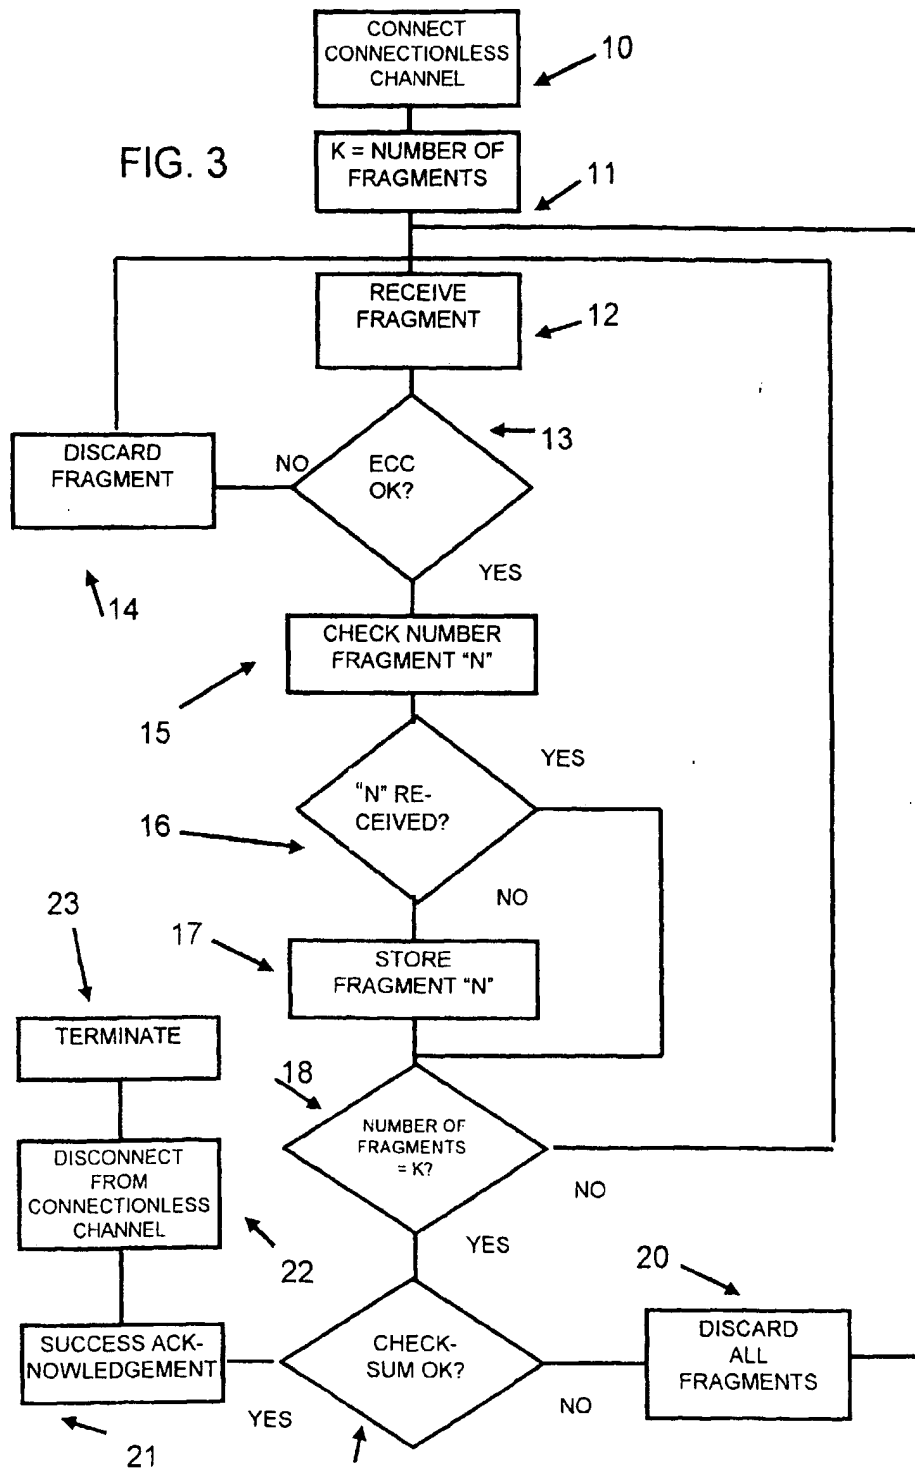 CONNECT
CONNECTIONLESS
CHANNEL
10
FIG. 3
K = NUMBER OF
FRAGMENTS
11
RECEIVE
FRAGMENT
12
13
DISCARD
FRAGMENT
NO
ECC
OK?
14
YES
CHECK NUMBER
FRAGMENT "N"
15
YES
"N" RE-
CEIVED?
16
NO
23
17
STORE
FRAGMENT "N"
TERMINATE
18
NUMBER OF
FRAGMENTS
= K?
NO
DISCONNECT
FROM
CONNECTIONLESS
CHANNEL
22
YES
20
SUCCESS ACK-
NOWLEDGEMENT
CHECK-
SUM OK?
DISCARD
ALL
FRAGMENTS
YES
NO
21